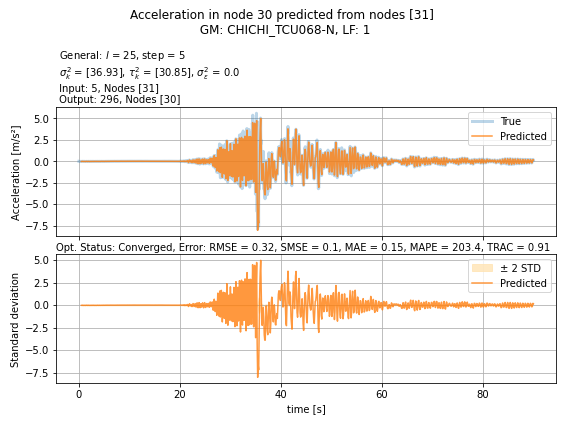 Acceleration in node 30 predicted from nodes [31]
GM: CHICHI_TCU068-N, LF: 1
General: l = 25, step = 5
σ²ₖ = [36.93], τ²ₖ = [30.85], σ²ε = 0.0
Input: 5, Nodes [31]
Output: 296, Nodes [30]
5.0
2.5
0.0
−2.5
−5.0
−7.5
Acceleration [m/s²]
True
Predicted
Opt. Status: Converged, Error: RMSE = 0.32, SMSE = 0.1, MAE = 0.15, MAPE = 203.4, TRAC = 0.91
5.0
2.5
0.0
−2.5
−5.0
−7.5
Standard deviation
± 2 STD
Predicted
0 20 40 60 80
time [s]